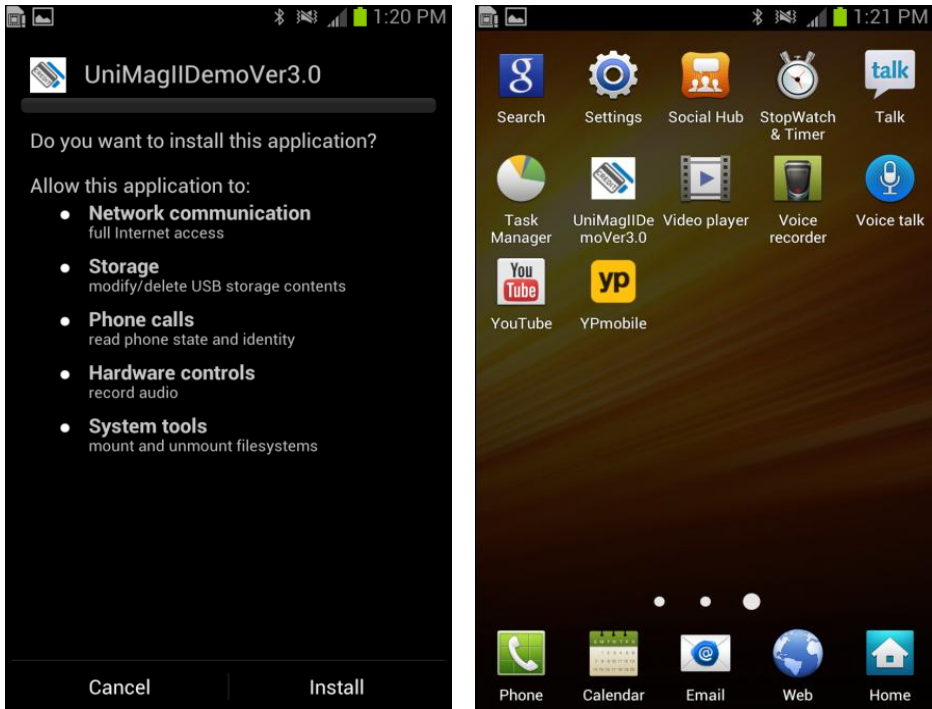 1:20 PM
UniMagIIDemoVer3.0
Do you want to install this application?
Allow this application to:
Network communication
full Internet access
Storage
modify/delete USB storage contents
Phone calls
read phone state and identity
Hardware controls
record audio
System tools
mount and unmount filesystems
Cancel Install
1:21 PM
g talk
Search Settings Social Hub StopWatch Talk
& Timer
CREDIT
Task UniMagIIDe Video player Voice Voice talk
Manager moVer3.0 recorder
You
Tube yp
YouTube YPmobile
@
Phone Calendar Email Web Home